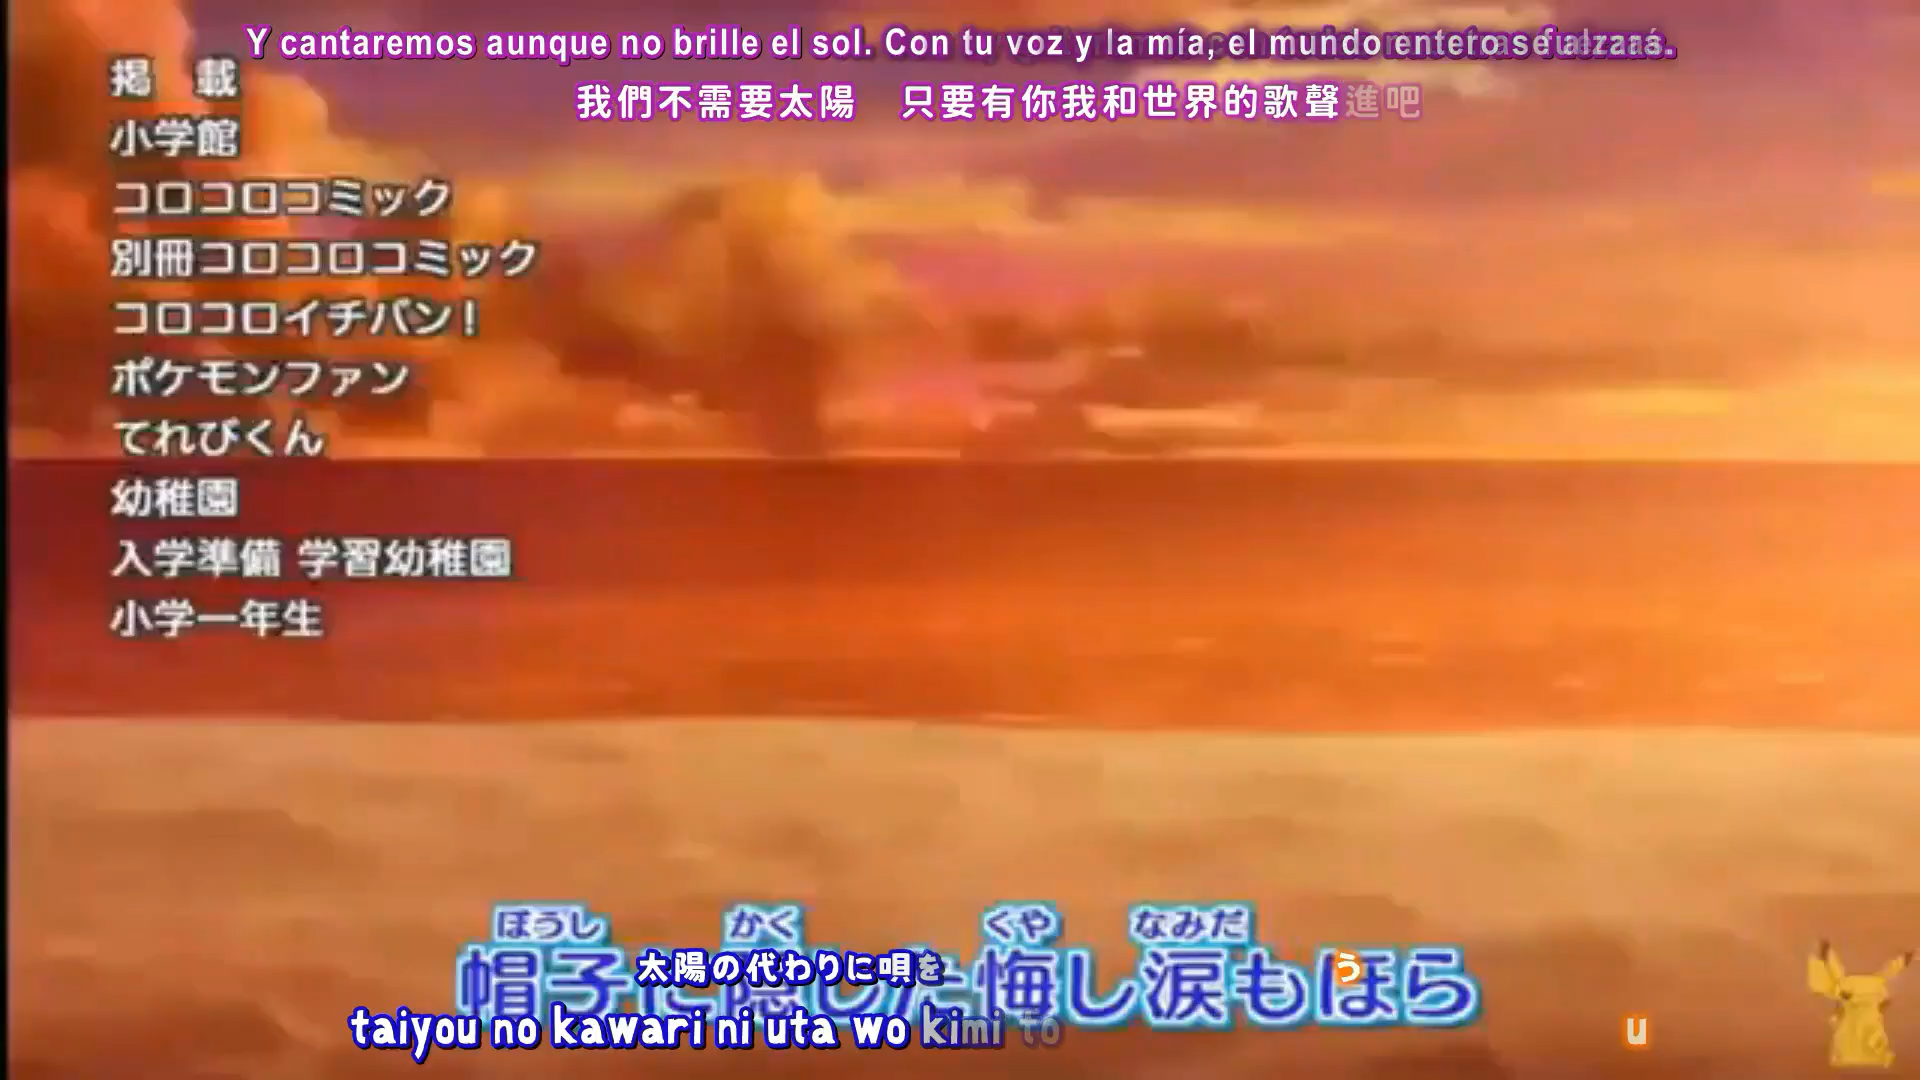 Y cantaremos aunque no brille el sol. Con tu voz y la mía, el mundo entero
我們不需要太陽　只要有你我和世界的歌聲進吧
掲　載
小学館
コロコロコミック
別冊コロコロコミック
コロコロイチバン！
ポケモンファン
てれびくん
幼稚園
入学準備 学習幼稚園
小学一年生
ぼうし かく くや なみだ
帽子に隠した悔し涙もほら
太陽の代わりに唄を う
taiyou no kawari ni uta wo kimi to u